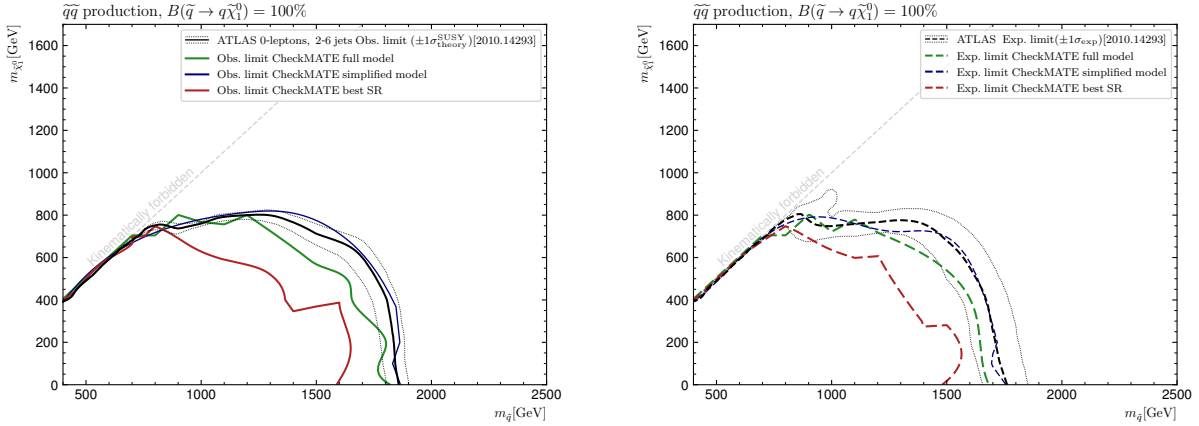 q̃q̃ production, B(q̃ → qχ̃₁⁰) = 100%
ATLAS 0-leptons, 2-6 jets Obs. limit (±1σ_theory^SUSY)[2010.14293]
Obs. limit CheckMATE full model
Obs. limit CheckMATE simplified model
Obs. limit CheckMATE best SR
Kinematically forbidden
m_χ̃₁⁰[GeV]
1600
1400
1200
1000
800
600
400
200
0
500
1000
1500
2000
2500
m_q̃[GeV]
q̃q̃ production, B(q̃ → qχ̃₁⁰) = 100%
ATLAS Exp. limit(±1σ_exp)[2010.14293]
Exp. limit CheckMATE full model
Exp. limit CheckMATE simplified model
Exp. limit CheckMATE best SR
Kinematically forbidden
m_χ̃₁⁰[GeV]
1600
1400
1200
1000
800
600
400
200
0
500
1000
1500
2000
2500
m_q̃[GeV]